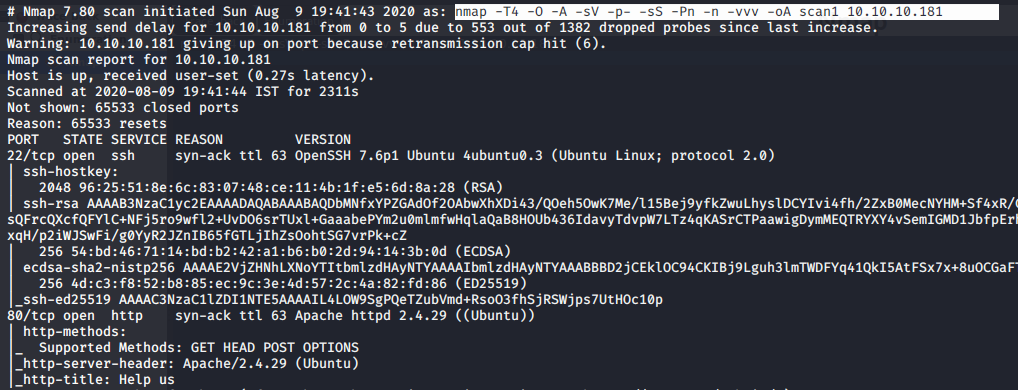 # Nmap 7.80 scan initiated Sun Aug  9 19:41:43 2020 as: nmap -T4 -O -A -sV -p- -sS -Pn -n -vvv -oA scan1 10.10.10.181
Increasing send delay for 10.10.10.181 from 0 to 5 due to 553 out of 1382 dropped probes since last increase.
Warning: 10.10.10.181 giving up on port because retransmission cap hit (6).
Nmap scan report for 10.10.10.181
Host is up, received user-set (0.27s latency).
Scanned at 2020-08-09 19:41:44 IST for 2311s
Not shown: 65533 closed ports
Reason: 65533 resets
PORT   STATE SERVICE REASON         VERSION
22/tcp open  ssh     syn-ack ttl 63 OpenSSH 7.6p1 Ubuntu 4ubuntu0.3 (Ubuntu Linux; protocol 2.0)
| ssh-hostkey:
|   2048 96:25:51:8e:6c:83:07:48:ce:11:4b:1f:e5:6d:8a:28 (RSA)
| ssh-rsa AAAAB3NzaC1yc2EAAAADAQABAAABAQDbMNfxYPZGAdOf2OAbwXhXDi43/QOeh5OwK7Me/l15Bej9yfkZwuLhyslDCYIvi4fh/2ZxB0MecNYHM+Sf4xR/
sQFrcQXcfQFYlC+NFj5ro9wfl2+UvDO6srTUxl+GaaabePYm2u0mlmfwHqlaQaB8HOUb436IdavyTdvpW7LTz4qKASrCTPaawigDymMEQTRYXY4vSemIGMD1JbfpErh
xqH/p2iWJSwFi/g0YyR2JZnIB65fGTLjIhZsOohtSG7vrPk+cZ
|   256 54:bd:46:71:14:bd:b2:42:a1:b6:b0:2d:94:14:3b:0d (ECDSA)
| ecdsa-sha2-nistp256 AAAAE2VjZHNhLXNoYTItbmlzdHAyNTYAAAAIbmlzdHAyNTYAAABBBD2jCEklOC94CKIBj9Lguh3lmTWDFYq41QkI5AtFSx7x+8uOCGaF
|   256 4d:c3:f8:52:b8:85:ec:9c:3e:4d:57:2c:4a:82:fd:86 (ED25519)
|_ssh-ed25519 AAAAC3NzaC1lZDI1NTE5AAAAIL4LOW9SgPQeTZubVmd+RsoO3fhSjRSWjps7UtHOc10p
80/tcp open  http    syn-ack ttl 63 Apache httpd 2.4.29 ((Ubuntu))
| http-methods:
|_  Supported Methods: GET HEAD POST OPTIONS
|_http-server-header: Apache/2.4.29 (Ubuntu)
|_http-title: Help us